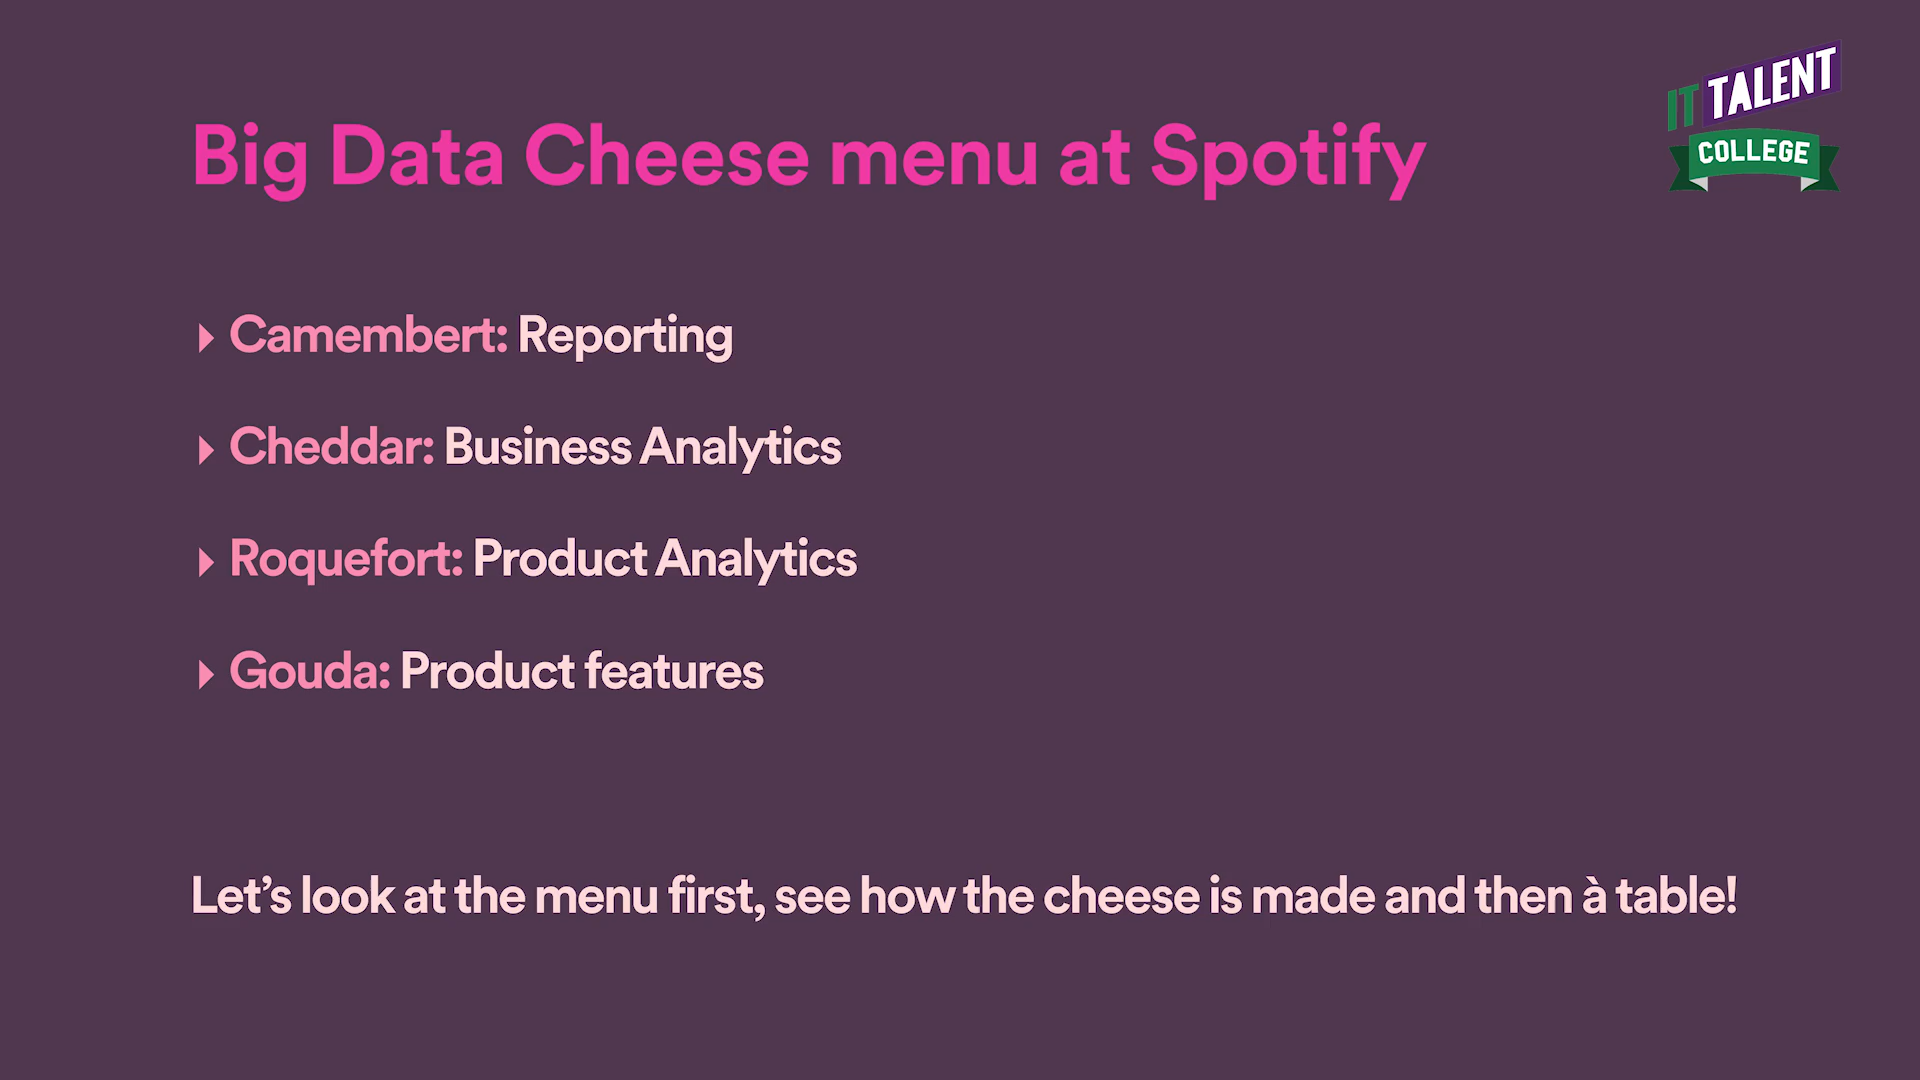 IT TALENT
COLLEGE
Big Data Cheese menu at Spotify
Camembert: Reporting
Cheddar: Business Analytics
Roquefort: Product Analytics
Gouda: Product features
Let’s look at the menu first, see how the cheese is made and then à table!